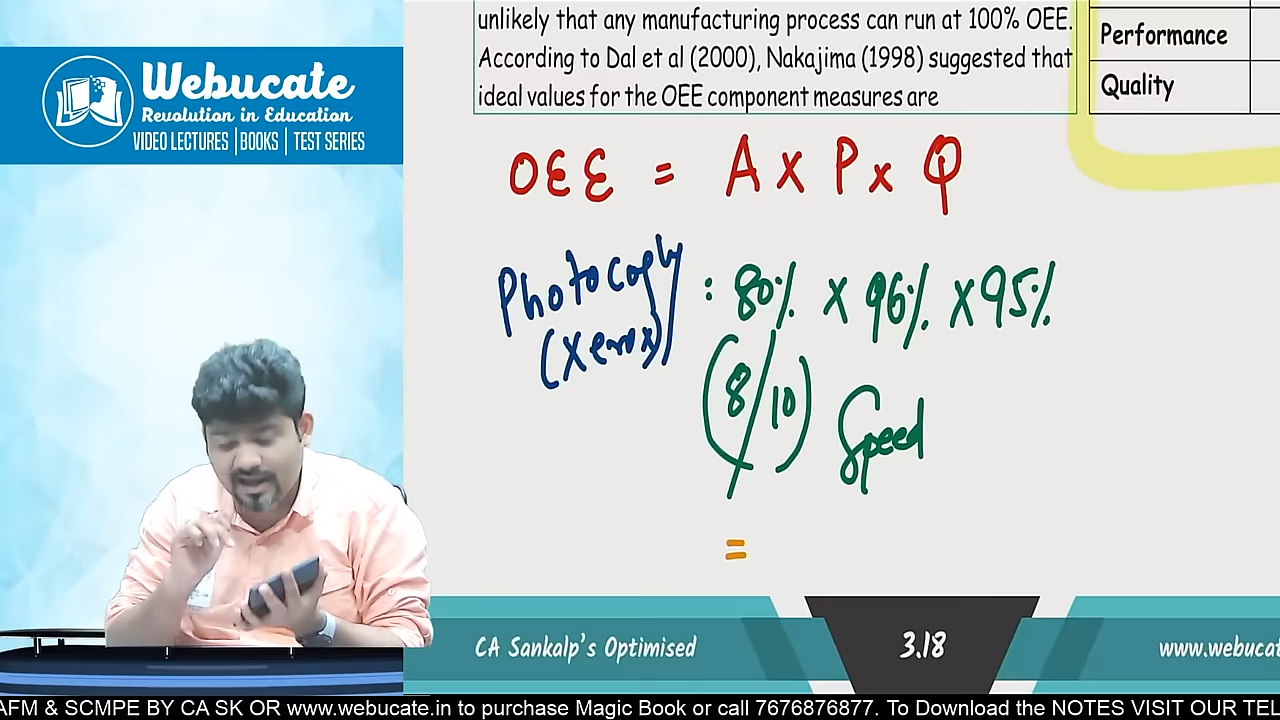 Webucate
Revolution in Education
VIDEO LECTURES | BOOKS | TEST SERIES
unlikely that any manufacturing process can run at 100% OEE.
According to Dal et al (2000), Nakajima (1998) suggested that
ideal values for the OEE component measures are
Performance
Quality
OEE = A x P x Q
Photocopy : 80% x 96% x 95%
(Xerox)
(8/10) Speed
=
CA Sankalp's Optimised
3.18
www.webucat
AFM & SCMPE BY CA SK OR www.webucate.in to purchase Magic Book or call 7676876877. To Download the NOTES VISIT OUR TEL